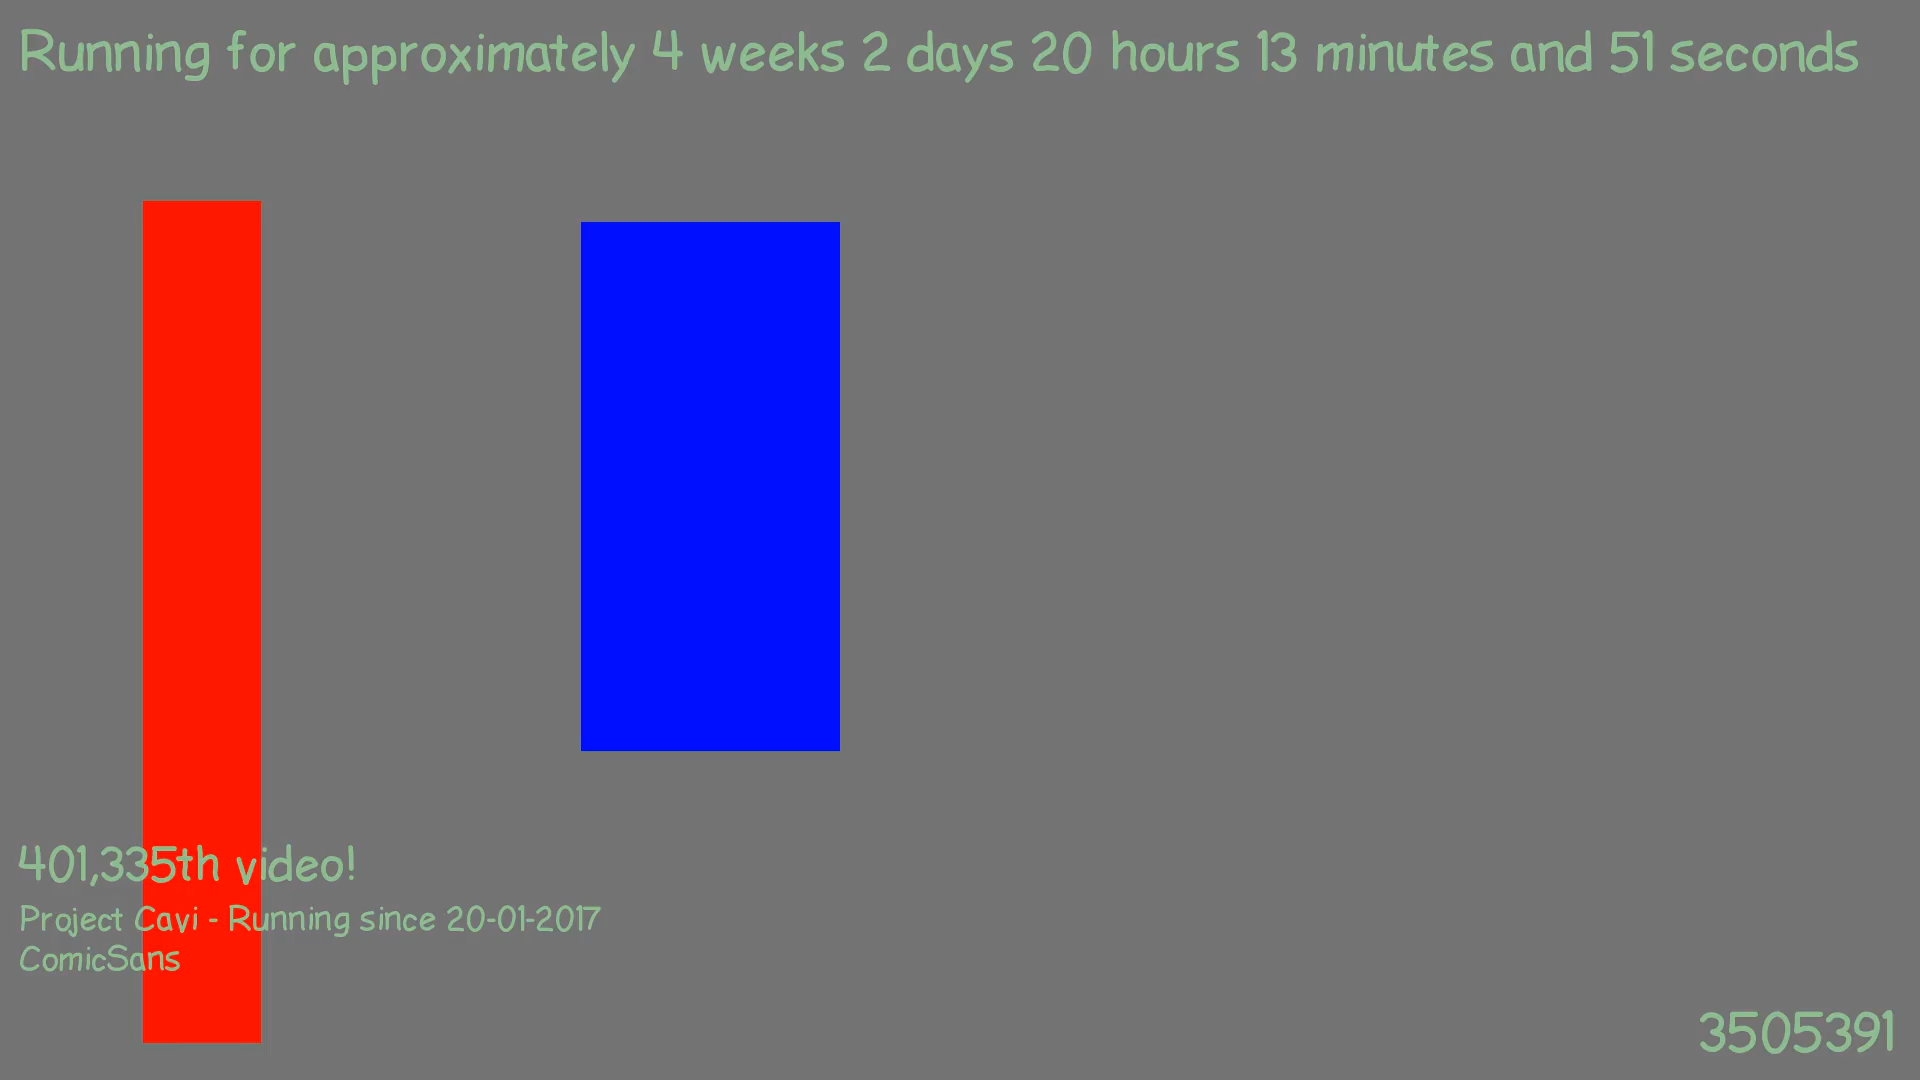 Running for approximately 4 weeks 2 days 20 hours 13 minutes and 51 seconds
401,335th video!
Project Cavi - Running since 20-01-2017
ComicSans
3505391